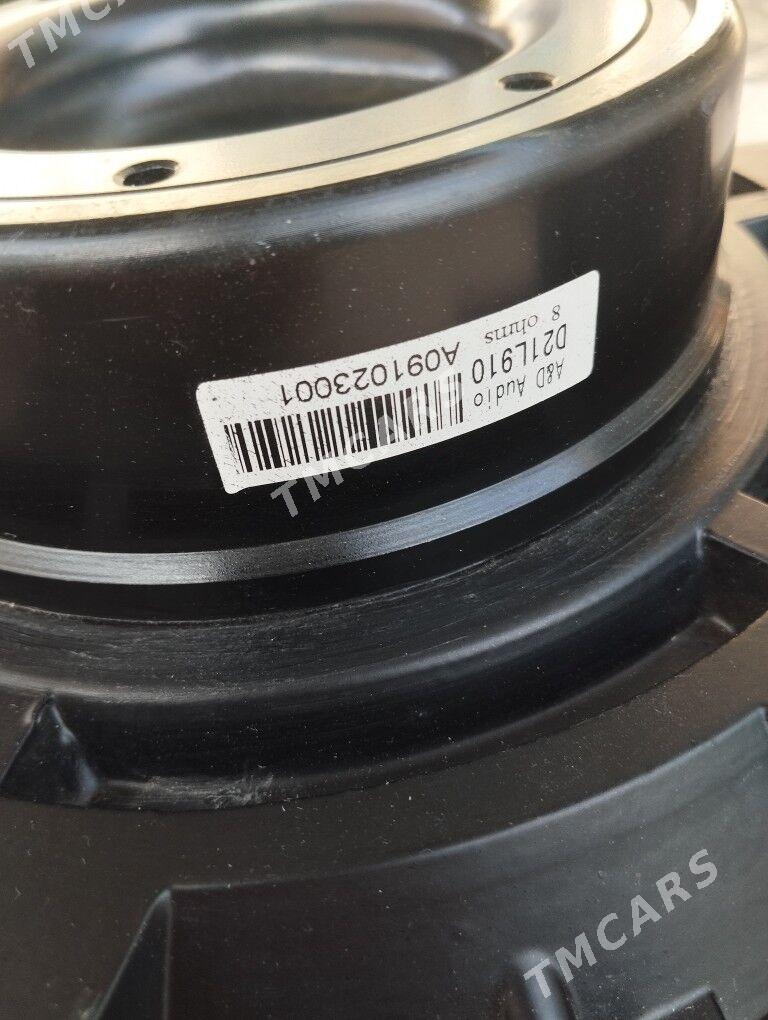 TMCARS
A&D Audio
D21L910
8 ohms
A091023001
TMCARS
TMCARS